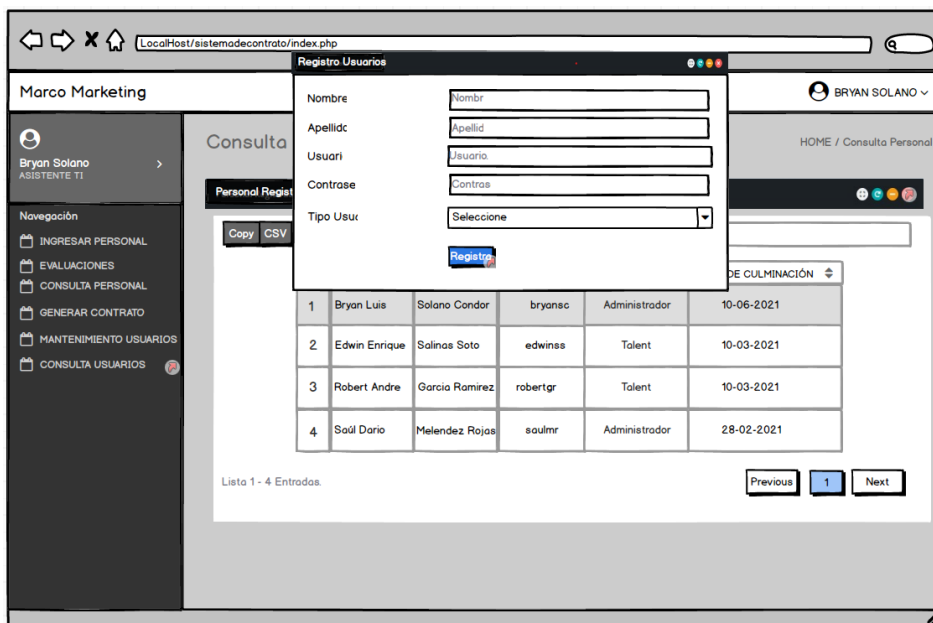 LocalHost/sistemadecontrato/index.php
Registro Usuarios
Marco Marketing
BRYAN SOLANO
Nombre
Nombr
Apellido
Apellid
Usuari
Usuario
Contrase
Contras
Tipo Usuc
Seleccione
Registra
Bryan Solano
ASISTENTE TI
Consulta
HOME / Consulta Personal
Personal Regist
Navegación
INGRESAR PERSONAL
EVALUACIONES
CONSULTA PERSONAL
GENERAR CONTRATO
MANTENIMIENTO USUARIOS
CONSULTA USUARIOS
Copy CSV
DE CULMINACIÓN
1 Bryan Luis Solano Condor bryansc Administrador 10-06-2021
2 Edwin Enrique Salinas Soto edwinss Talent 10-03-2021
3 Robert Andre Garcia Ramirez robertgr Talent 10-03-2021
4 Saúl Dario Melendez Rojas saulmr Administrador 28-02-2021
Lista 1 - 4 Entradas.
Previous 1 Next